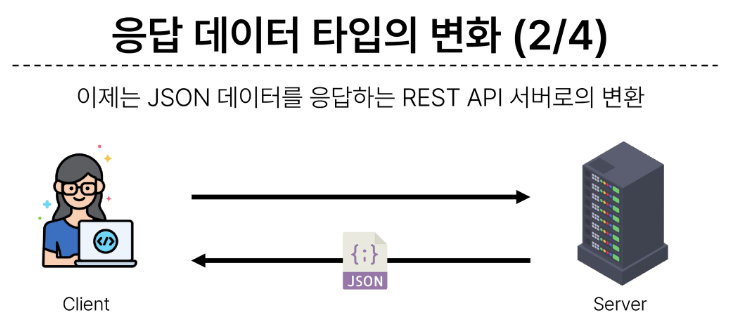 응답 데이터 타입의 변화 (2/4)
이제는 JSON 데이터를 응답하는 REST API 서버로의 변환
</>
{;}
JSON
Client
Server